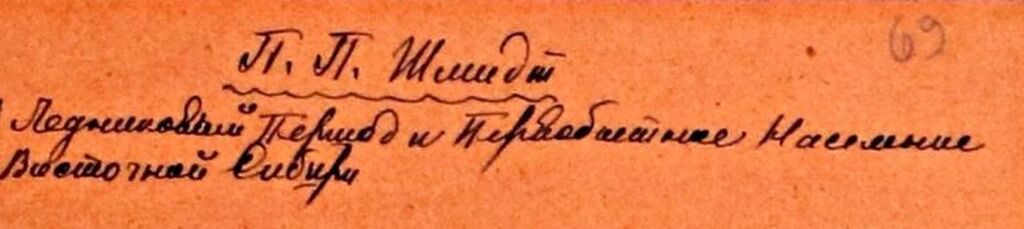 69
П. П. Шмидт
Ледниковый Период и Первобытное Население
Восточной Сибири